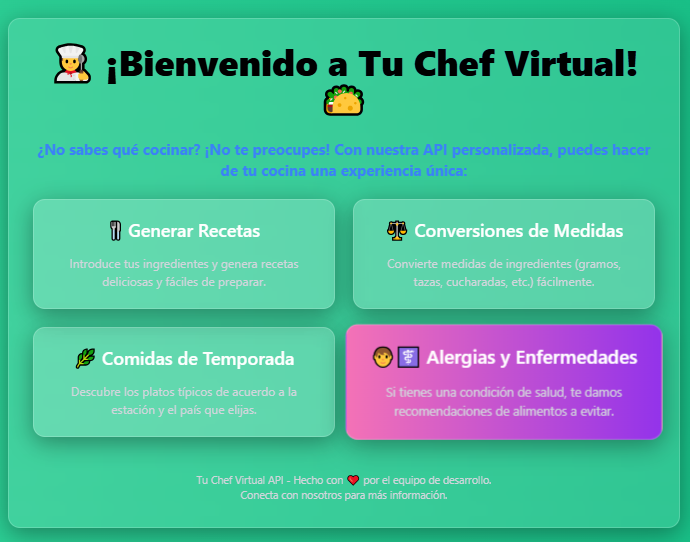 ¡Bienvenido a Tu Chef Virtual!
¿No sabes qué cocinar? ¡No te preocupes! Con nuestra API personalizada, puedes hacer
de tu cocina una experiencia única:
Generar Recetas
Introduce tus ingredientes y genera recetas
deliciosas y fáciles de preparar.
Conversiones de Medidas
Convierte medidas de ingredientes (gramos,
tazas, cucharadas, etc.) fácilmente.
Comidas de Temporada
Descubre los platos típicos de acuerdo a la
estación y el país que elijas.
Alergias y Enfermedades
Si tienes una condición de salud, te damos
recomendaciones de alimentos a evitar.
Tu Chef Virtual API - Hecho con ❤️ por el equipo de desarrollo.
Conecta con nosotros para más información.